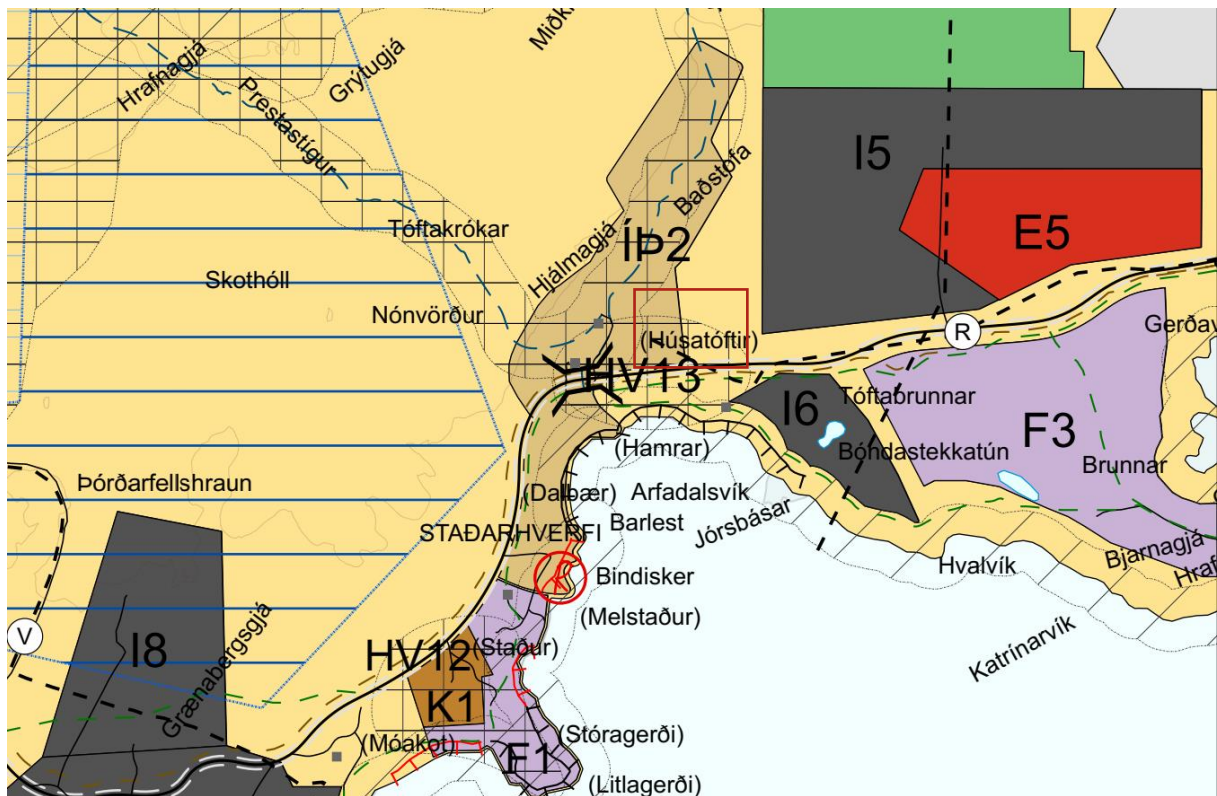 Miðk
Hrafnagjá
Grýtugjá
Prestastígur
I5
Baðstofa
Tóftakrókar
E5
ÍÞ2
Hjálmagjá
Skothóll
Nónvörður
Gerðav
R
(Húsatóftir)
HV13
Tóftabrunnar
I6
F3
(Hamrar)
Bóndastekkatún
Brunnar
Þórðarfellshraun
(Dalbær)
Arfadalsvík
Jórsbásar
Barlest
STAÐARHVERFI
Bjarnagjá
Hraf
Hvalvík
Bindisker
K
(Melstaður)
V
I8
Grænabergsgjá
HV12
(Staður)
Katrínarvík
K1
(Móakot)
(Stóragerði)
F1
(Litlagerði)